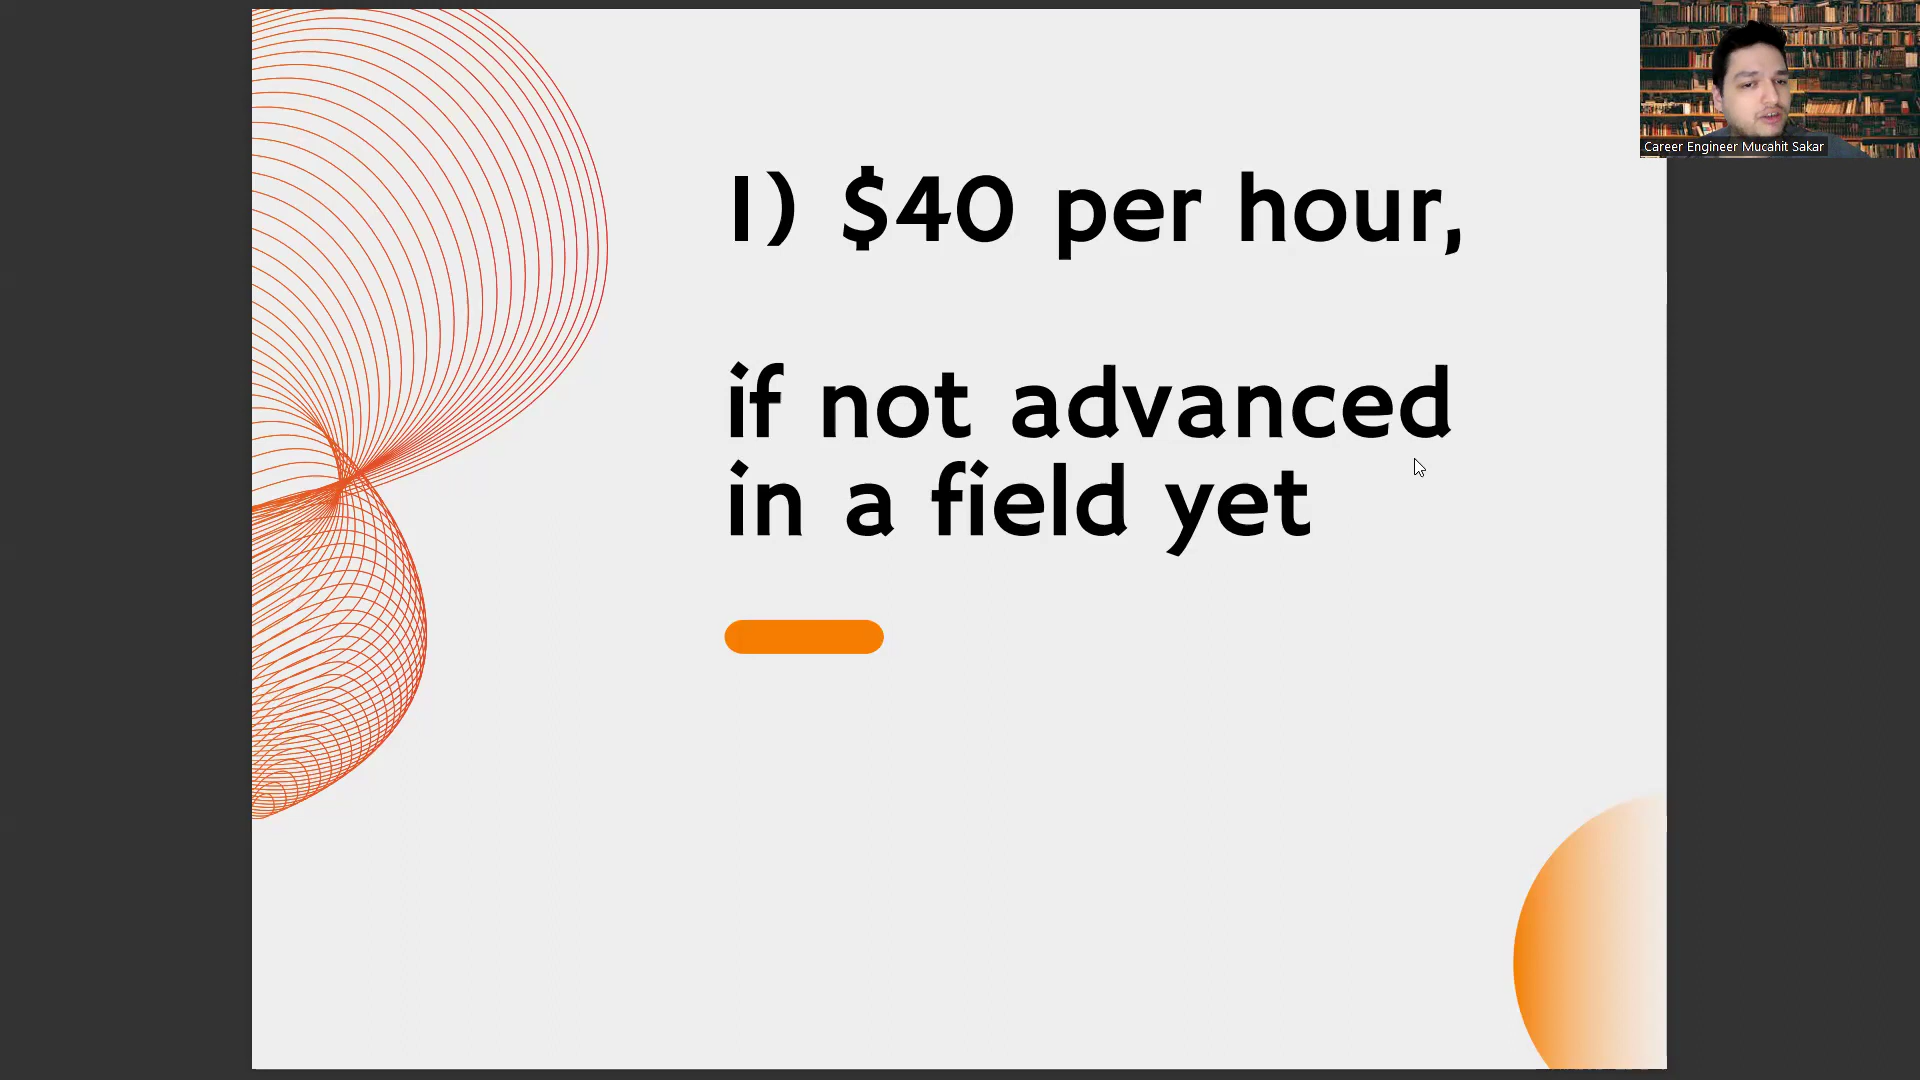 Career Engineer Mucahit Sakar
1) $40 per hour,
if not advanced
in a field yet